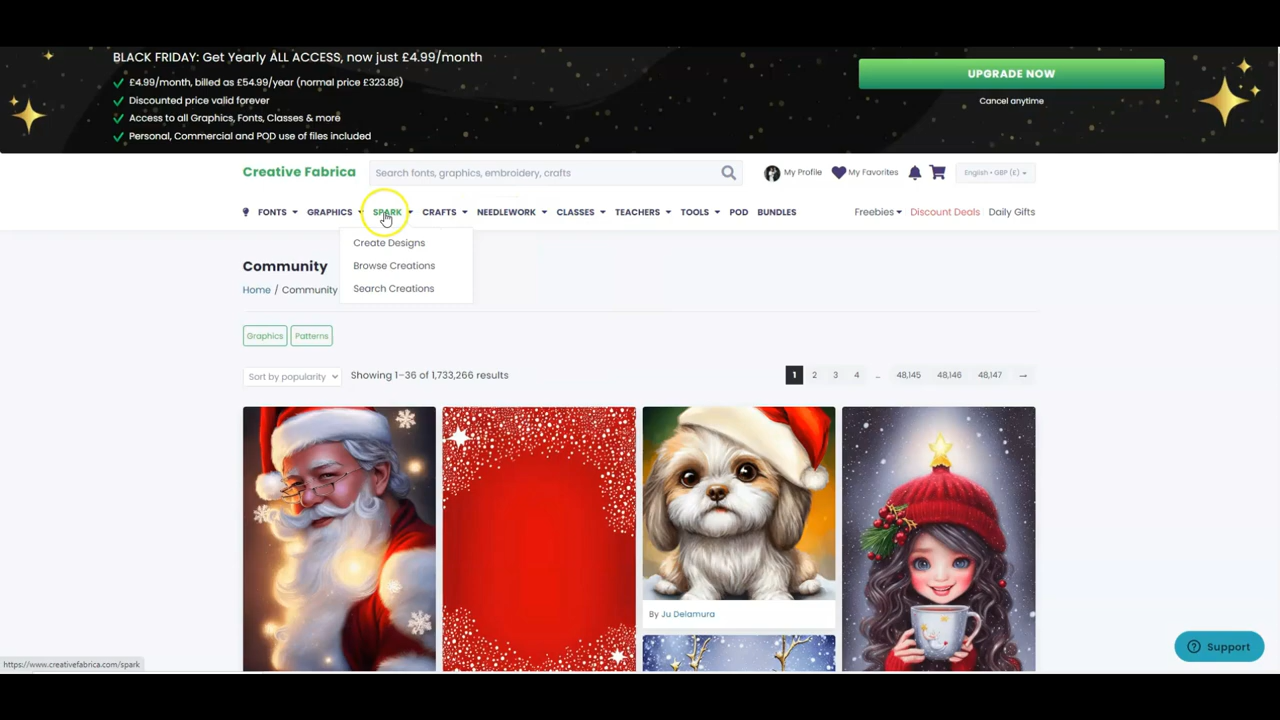 BLACK FRIDAY: Get Yearly ALL ACCESS, now just £4.99/month
£4.99/month, billed as £54.99/year (normal price £323.88)
Discounted price valid forever
Access to all Graphics, Fonts, Classes & more
Personal, Commercial and POD use of files included
UPGRADE NOW
Cancel anytime
Creative Fabrica
Search fonts, graphics, embroidery, crafts
My Profile
My Favorites
English • GBP (£)
FONTS GRAPHICS SPARK CRAFTS NEEDLEWORK CLASSES TEACHERS TOOLS POD BUNDLES
Freebies Discount Deals Daily Gifts
Create Designs
Browse Creations
Search Creations
Community
Home / Community
Graphics Patterns
Sort by popularity
Showing 1–36 of 1,733,266 results
1 2 3 4 … 48,145 48,146 48,147 →
By Ju Delamura
Support
https://www.creativefabrica.com/spark